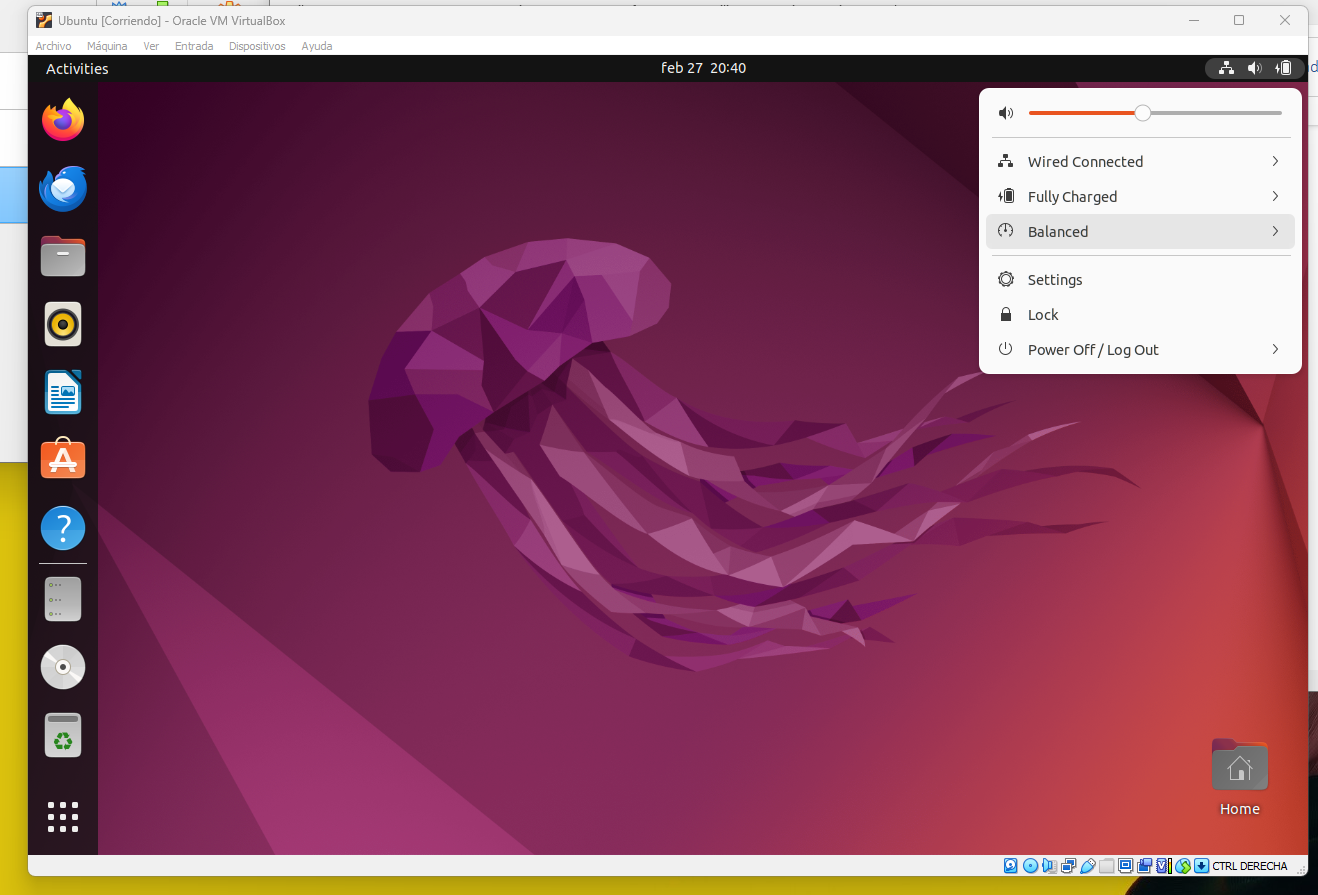 Ubuntu [Corriendo] - Oracle VM VirtualBox
Archivo Máquina Ver Entrada Dispositivos Ayuda
Activities
feb 27 20:40
Wired Connected
Fully Charged
Balanced
Settings
Lock
Power Off / Log Out
Home
CTRL DERECHA